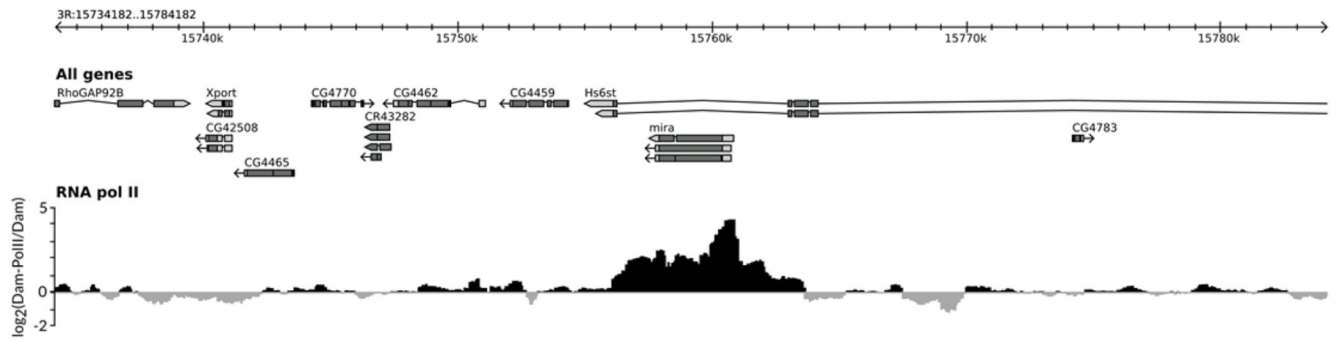 3R:15734182..15784182
15740k 15750k 15760k 15770k 15780k
All genes
RhoGAP92B Xport CG4770 CG4462 CG4459 Hs6st
CR43282
CG42508 mira CG4783
CG4465
RNA pol II
log2(Dam-PolII/Dam)
5
0
-2